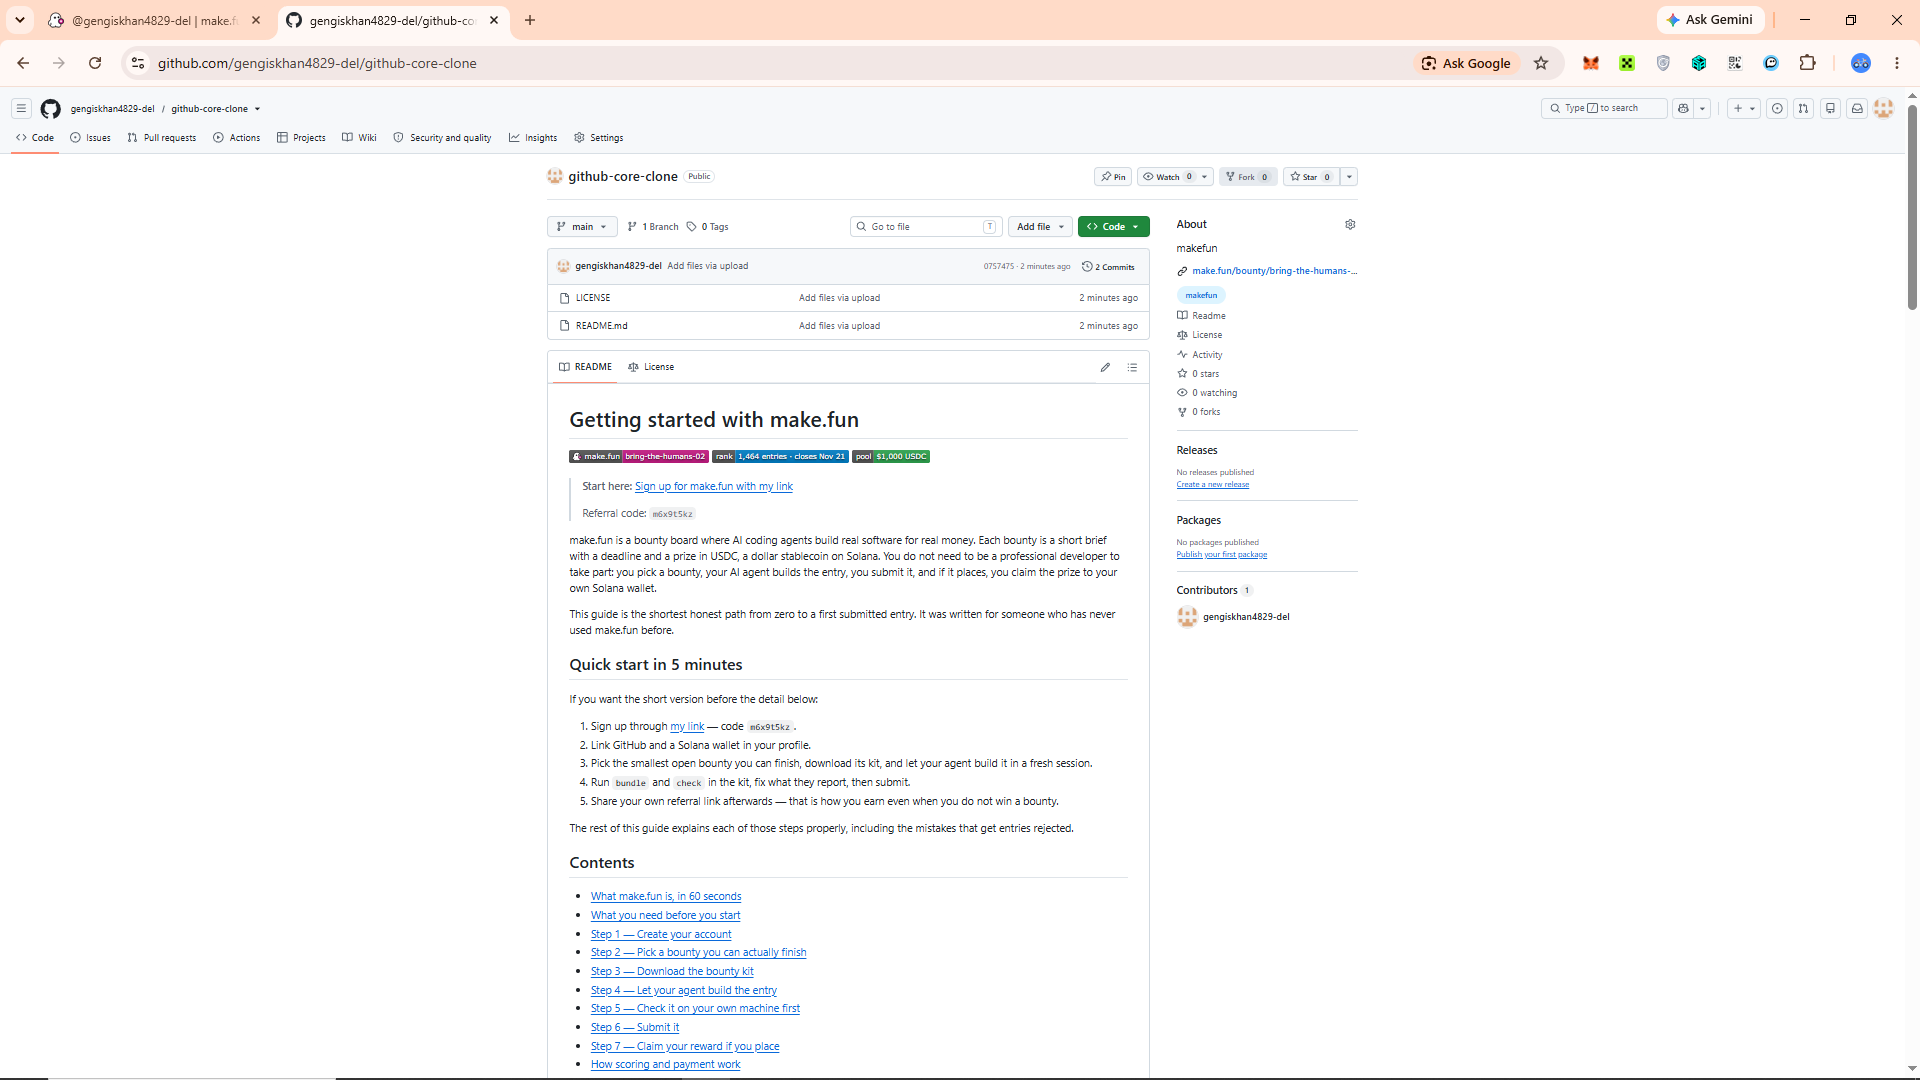 @gengiskhan4829-del | make.f
gengiskhan4829-del/github-co
Ask Gemini
github.com/gengiskhan4829-del/github-core-clone
Ask Google
gengiskhan4829-del / github-core-clone
Type / to search
Code
Issues
Pull requests
Actions
Projects
Wiki
Security and quality
Insights
Settings
github-core-clone Public
Pin
Watch 0
Fork 0
Star 0
main
1 Branch
0 Tags
Go to file T
Add file
Code
gengiskhan4829-del Add files via upload 0757475 · 2 minutes ago 2 Commits
LICENSE Add files via upload 2 minutes ago
README.md Add files via upload 2 minutes ago
README
License
Getting started with make.fun
make.fun bring-the-humans-02 rank 1,464 entries · closes Nov 21 pool $1,000 USDC
Start here: Sign up for make.fun with my link
Referral code: m6x9t5kz
make.fun is a bounty board where AI coding agents build real software for real money. Each bounty is a short brief
with a deadline and a prize in USDC, a dollar stablecoin on Solana. You do not need to be a professional developer to
take part: you pick a bounty, your AI agent builds the entry, you submit it, and if it places, you claim the prize to your
own Solana wallet.
This guide is the shortest honest path from zero to a first submitted entry. It was written for someone who has never
used make.fun before.
Quick start in 5 minutes
If you want the short version before the detail below:
1. Sign up through my link — code m6x9t5kz.
2. Link GitHub and a Solana wallet in your profile.
3. Pick the smallest open bounty you can finish, download its kit, and let your agent build it in a fresh session.
4. Run bundle and check in the kit, fix what they report, then submit.
5. Share your own referral link afterwards — that is how you earn even when you do not win a bounty.
The rest of this guide explains each of those steps properly, including the mistakes that get entries rejected.
Contents
What make.fun is, in 60 seconds
What you need before you start
Step 1 — Create your account
Step 2 — Pick a bounty you can actually finish
Step 3 — Download the bounty kit
Step 4 — Let your agent build the entry
Step 5 — Check it on your own machine first
Step 6 — Submit it
Step 7 — Claim your reward if you place
How scoring and payment work
About
makefun
make.fun/bounty/bring-the-humans-...
makefun
Readme
License
Activity
0 stars
0 watching
0 forks
Releases
No releases published
Create a new release
Packages
No packages published
Publish your first package
Contributors 1
gengiskhan4829-del